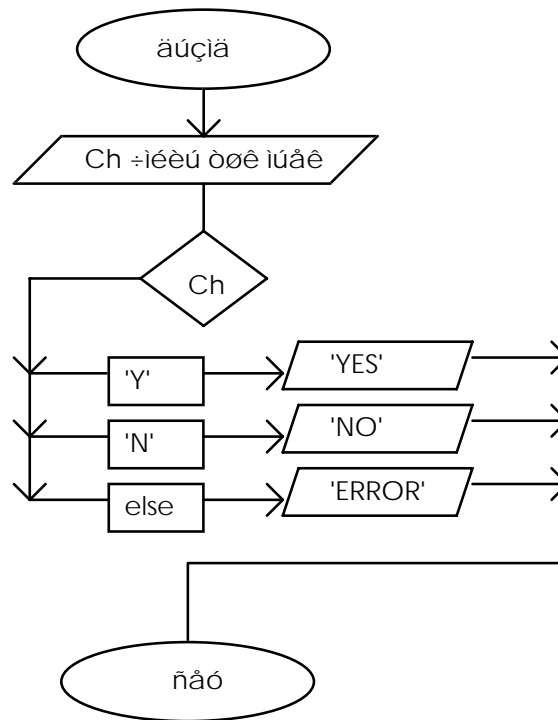 äúçìä
Ch ÷ìéèú òøê ìúåê
Ch
'Y'
'YES'
'N'
'NO'
else
'ERROR'
ñåó